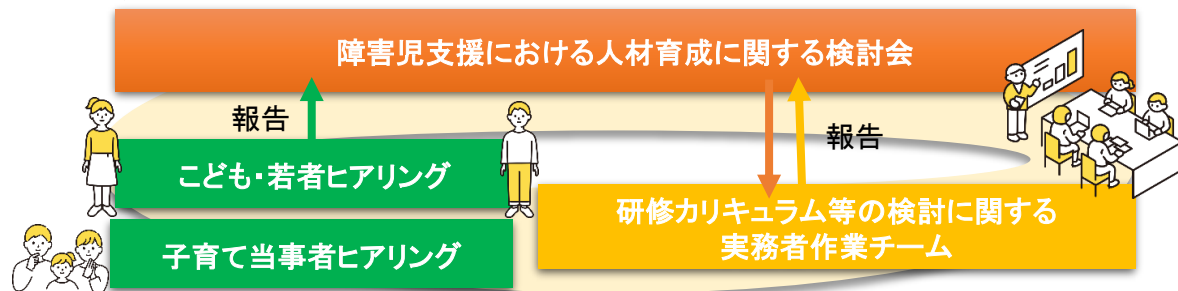 障害児支援における人材育成に関する検討会
報告
報告
こども・若者ヒアリング
研修カリキュラム等の検討に関する
実務者作業チーム
子育て当事者ヒアリング